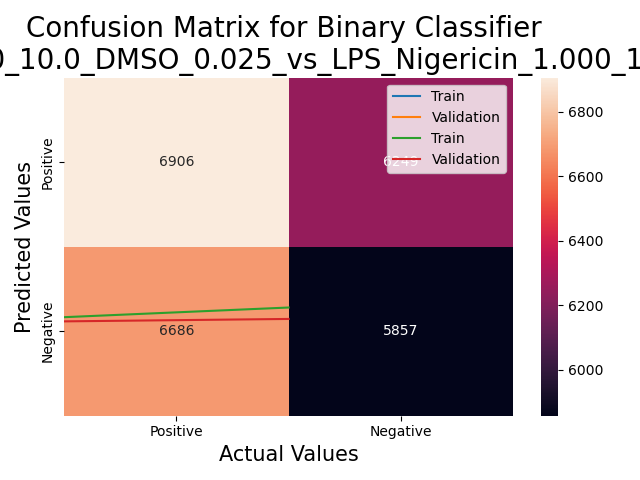 Confusion Matrix for Binary Classifier
0_10.0_DMSO_0.025_vs_LPS_Nigericin_1.000_1
Train
Validation
Train
Validation
6906
6686
5857
Positive
Negative
Predicted Values
Positive
Negative
Actual Values
6800
6600
6400
6200
6000